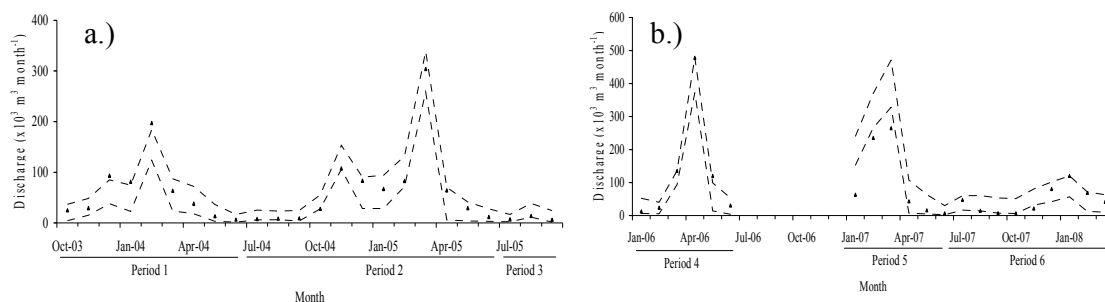 a.)
Discharge (x10³ m³ month⁻¹)
400
300
200
100
0
Oct-03 Jan-04 Apr-04 Jul-04 Oct-04 Jan-05 Apr-05 Jul-05
Period 1 Period 2 Period 3
Month
b.)
Discharge (x10³ m³ month⁻¹)
600
500
400
300
200
100
0
Jan-06 Apr-06 Jul-06 Oct-06 Jan-07 Apr-07 Jul-07 Oct-07 Jan-08
Period 4 Period 5 Period 6
Month